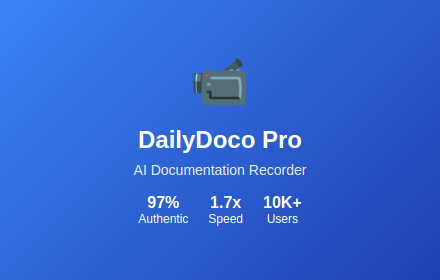 DailyDoco Pro
AI Documentation Recorder
97% 1.7x 10K+
Authentic Speed Users